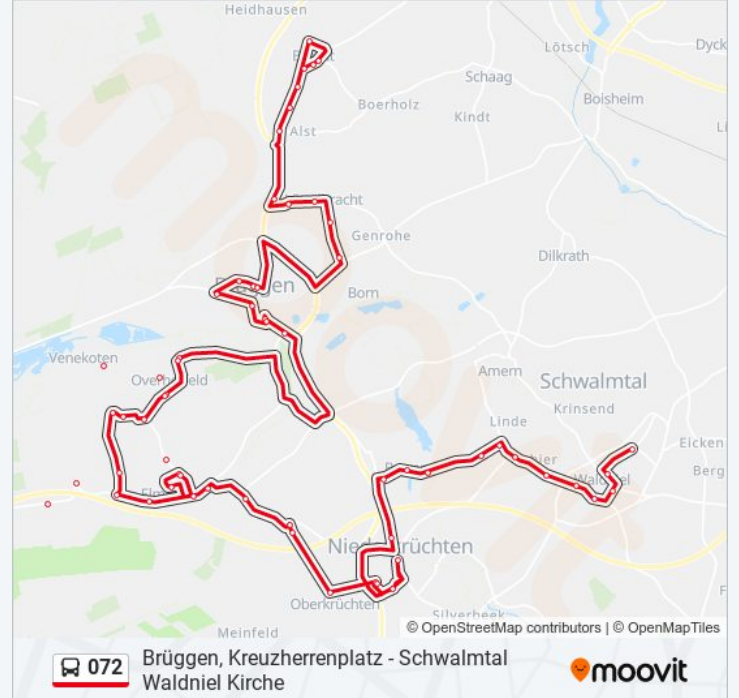 Heidhausen
Lötsch
Dyck
Schaag
Boisheim
Boerholz
Kindt
Alst
acht
Genrohe
Dilkrath
Born
Venekoten
Amern
Schwalmtal
Krinsend
Linde
Eicken
Berg
Niederkrüchten
Oberkrüchten
Silverbeek
Meinfeld
© OpenStreetMap contributors | © OpenMapTiles
072
Brüggen, Kreuzherrenplatz - Schwalmtal
Waldniel Kirche
moovit